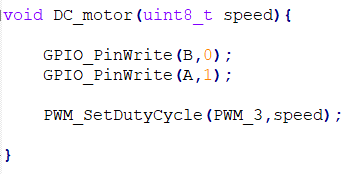 void DC_motor(uint8_t speed){
GPIO_PinWrite(B,0);
GPIO_PinWrite(A,1);
PWM_SetDutyCycle(PWM_3,speed);
}